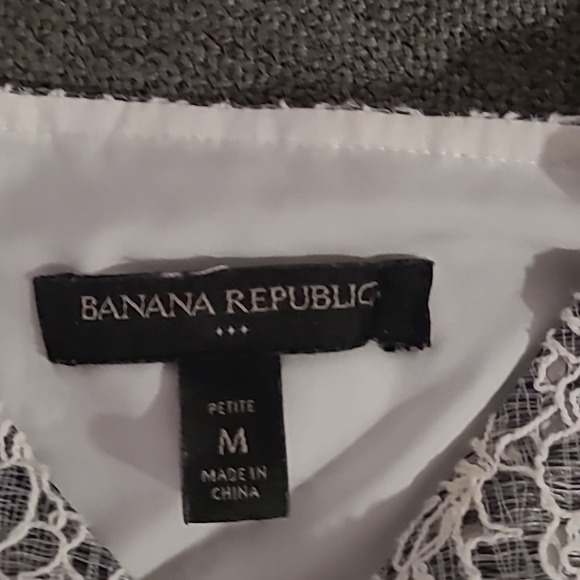 BANANA REPUBLIC
PETITE
M
MADE IN
CHINA